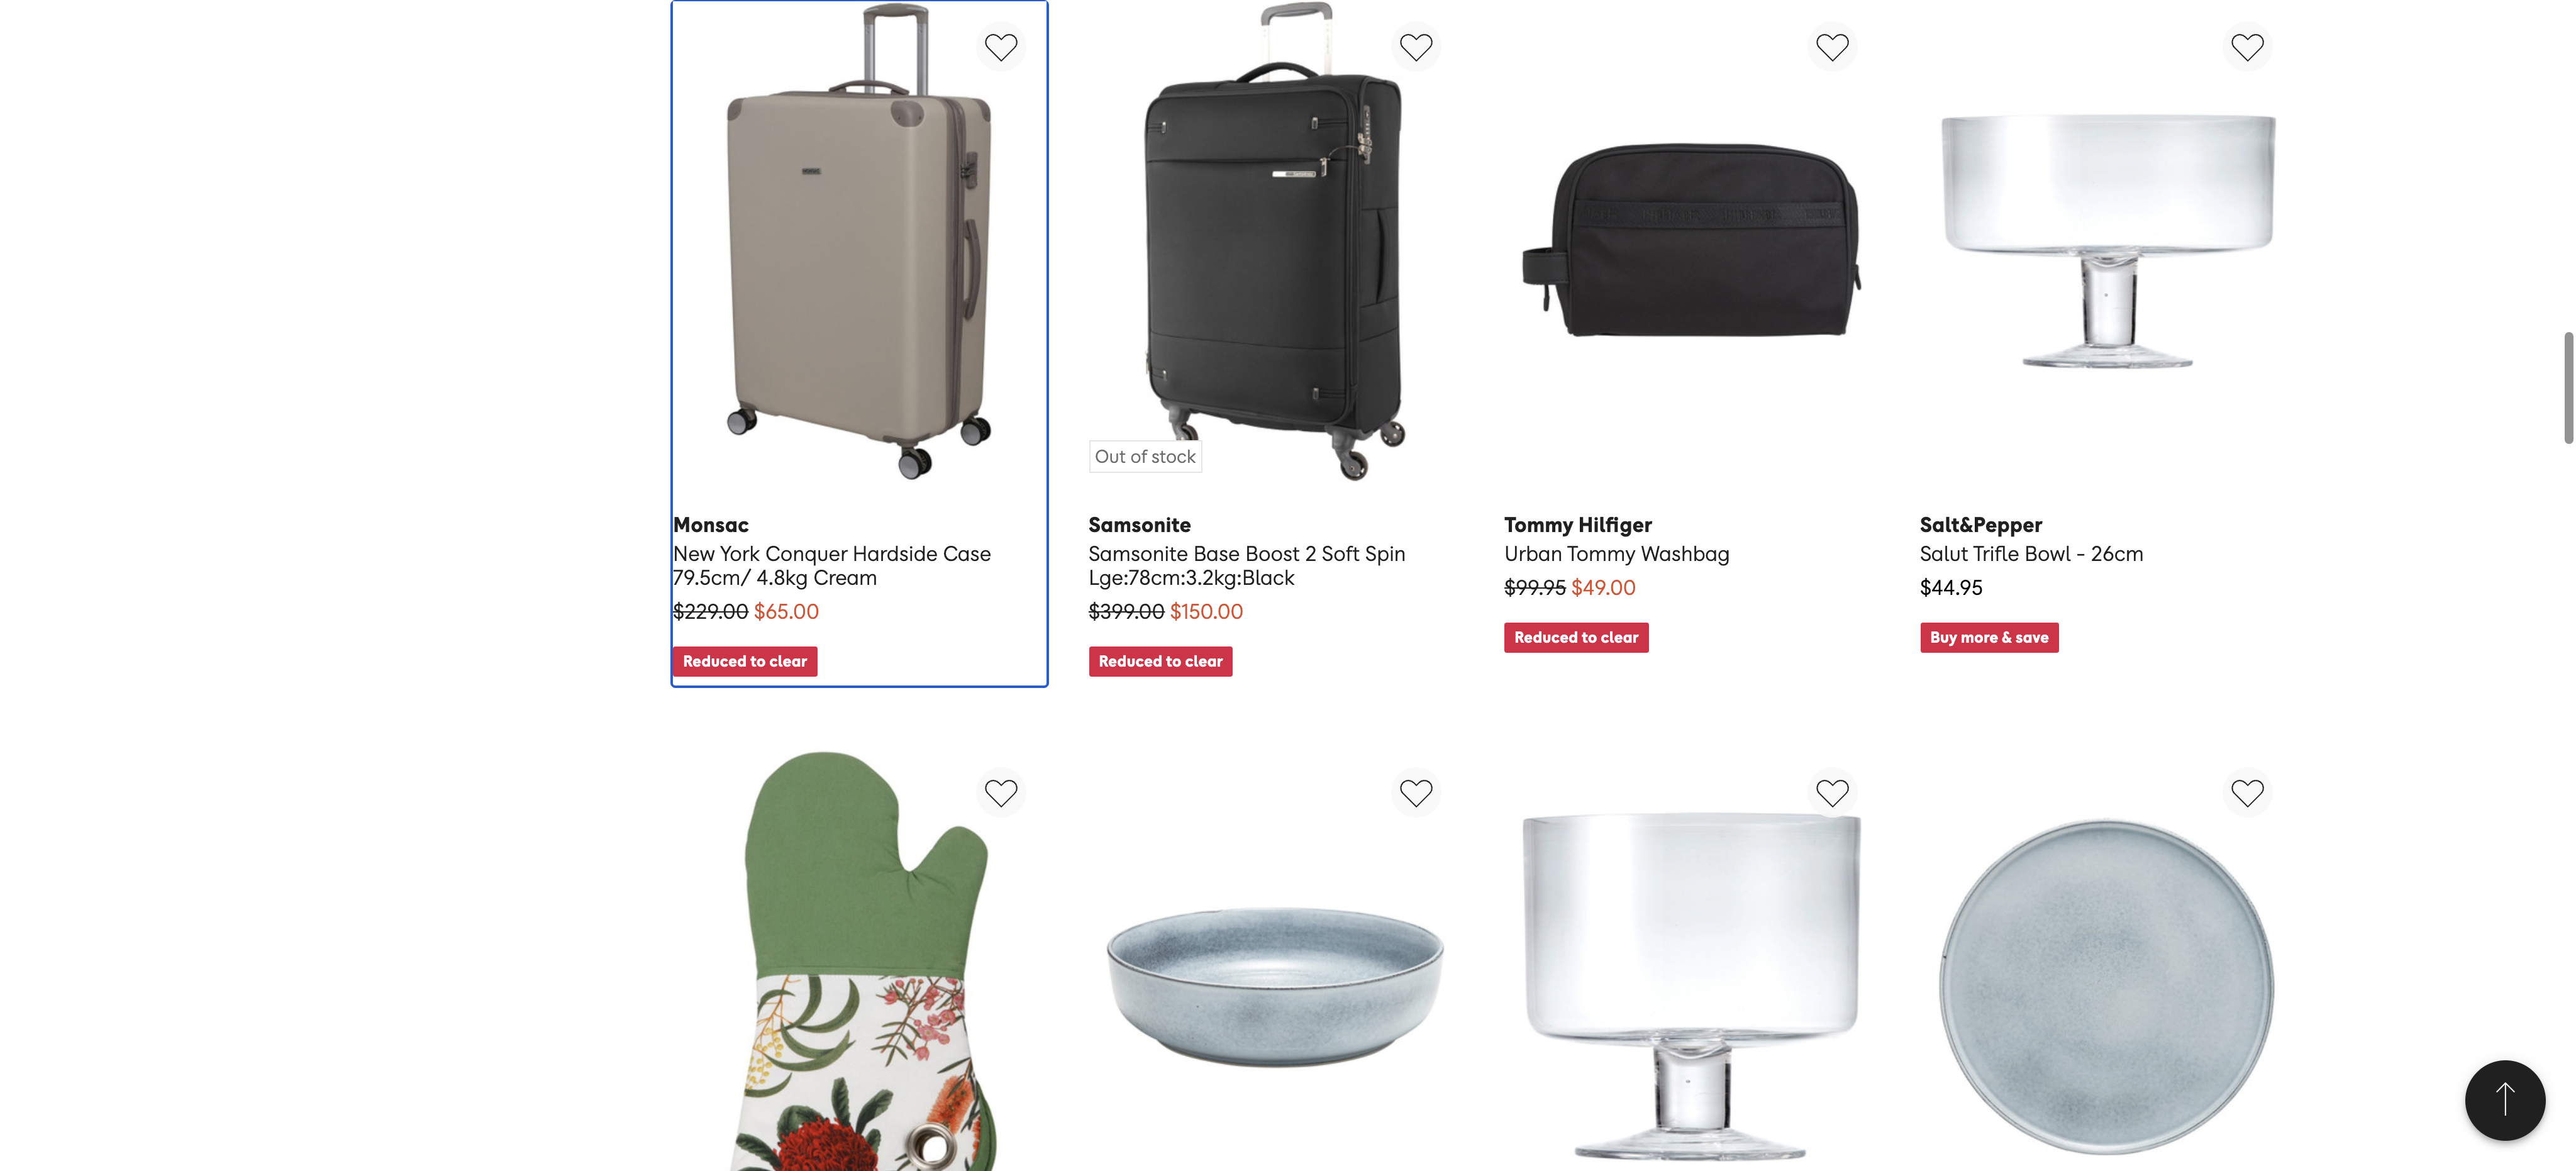 Out of stock
Monsac
New York Conquer Hardside Case
79.5cm/ 4.8kg Cream
$229.00 $65.00
Reduced to clear
Samsonite
Samsonite Base Boost 2 Soft Spin
Lge:78cm:3.2kg:Black
$399.00 $150.00
Reduced to clear
Tommy Hilfiger
Urban Tommy Washbag
$99.95 $49.00
Reduced to clear
Salt&Pepper
Salut Trifle Bowl - 26cm
$44.95
Buy more & save